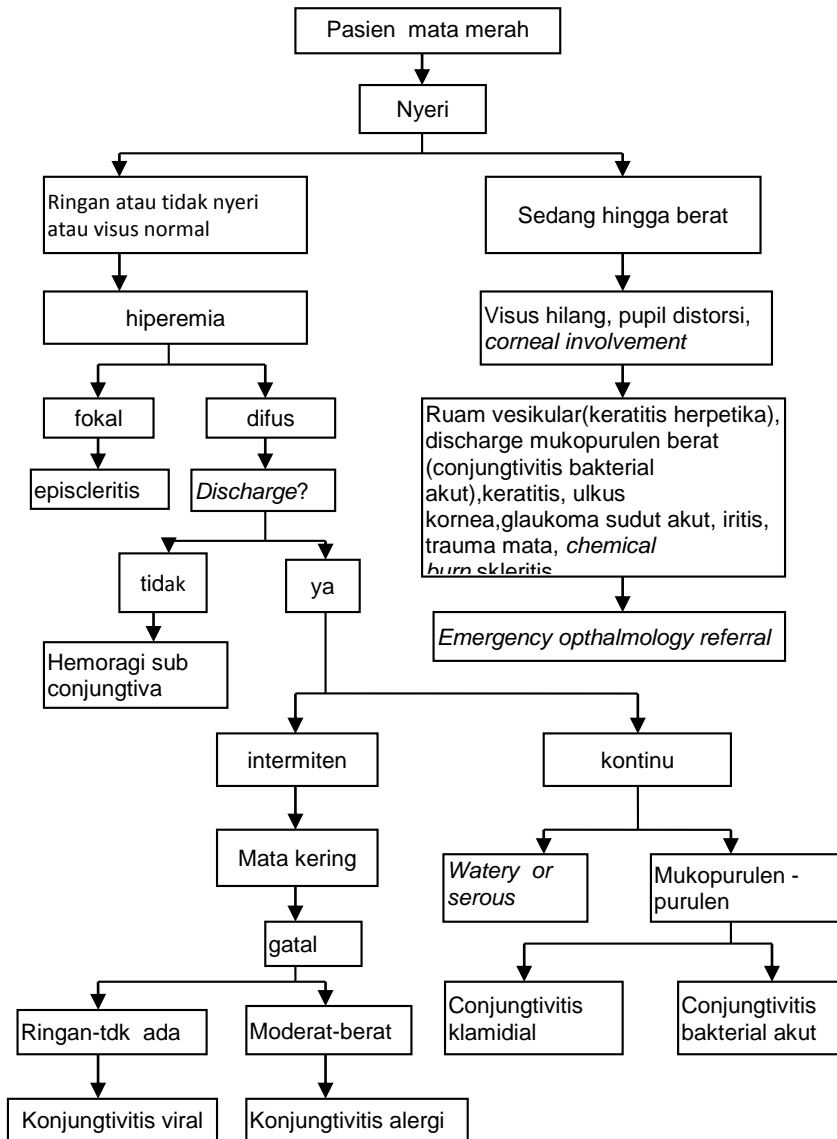 Pasien mata merah
Nyeri
Ringan atau tidak nyeri
atau visus normal
Sedang hingga berat
hiperemia
Visus hilang, pupil distorsi,
corneal involvement
fokal
difus
Ruam vesikular(keratitis herpetika),
discharge mukopurulen berat
(conjungtivitis bakterial
akut),keratitis, ulkus
kornea,glaukoma sudut akut, iritis,
trauma mata, chemical
burn skleritis
episcleritis
Discharge?
tidak
ya
Emergency opthalmology referral
Hemoragi sub
conjungtiva
intermiten
kontinu
Mata kering
Watery or
serous
Mukopurulen -
purulen
gatal
Ringan-tdk ada
Moderat-berat
Conjungtivitis
klamidial
Conjungtivitis
bakterial akut
Konjungtivitis viral
Konjungtivitis alergi